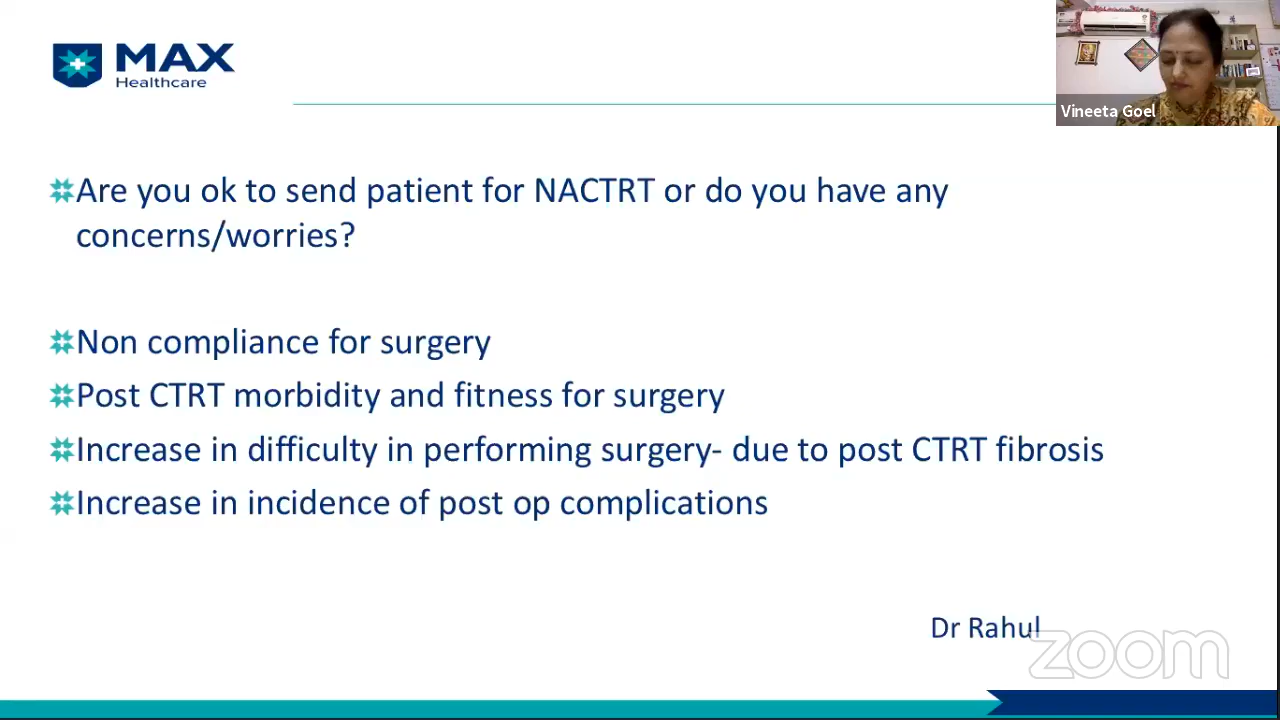 MAX
Healthcare
Vineeta Goel
Are you ok to send patient for NACTRT or do you have any
concerns/worries?
Non compliance for surgery
Post CTRT morbidity and fitness for surgery
Increase in difficulty in performing surgery- due to post CTRT fibrosis
Increase in incidence of post op complications
Dr Rahul
zoom